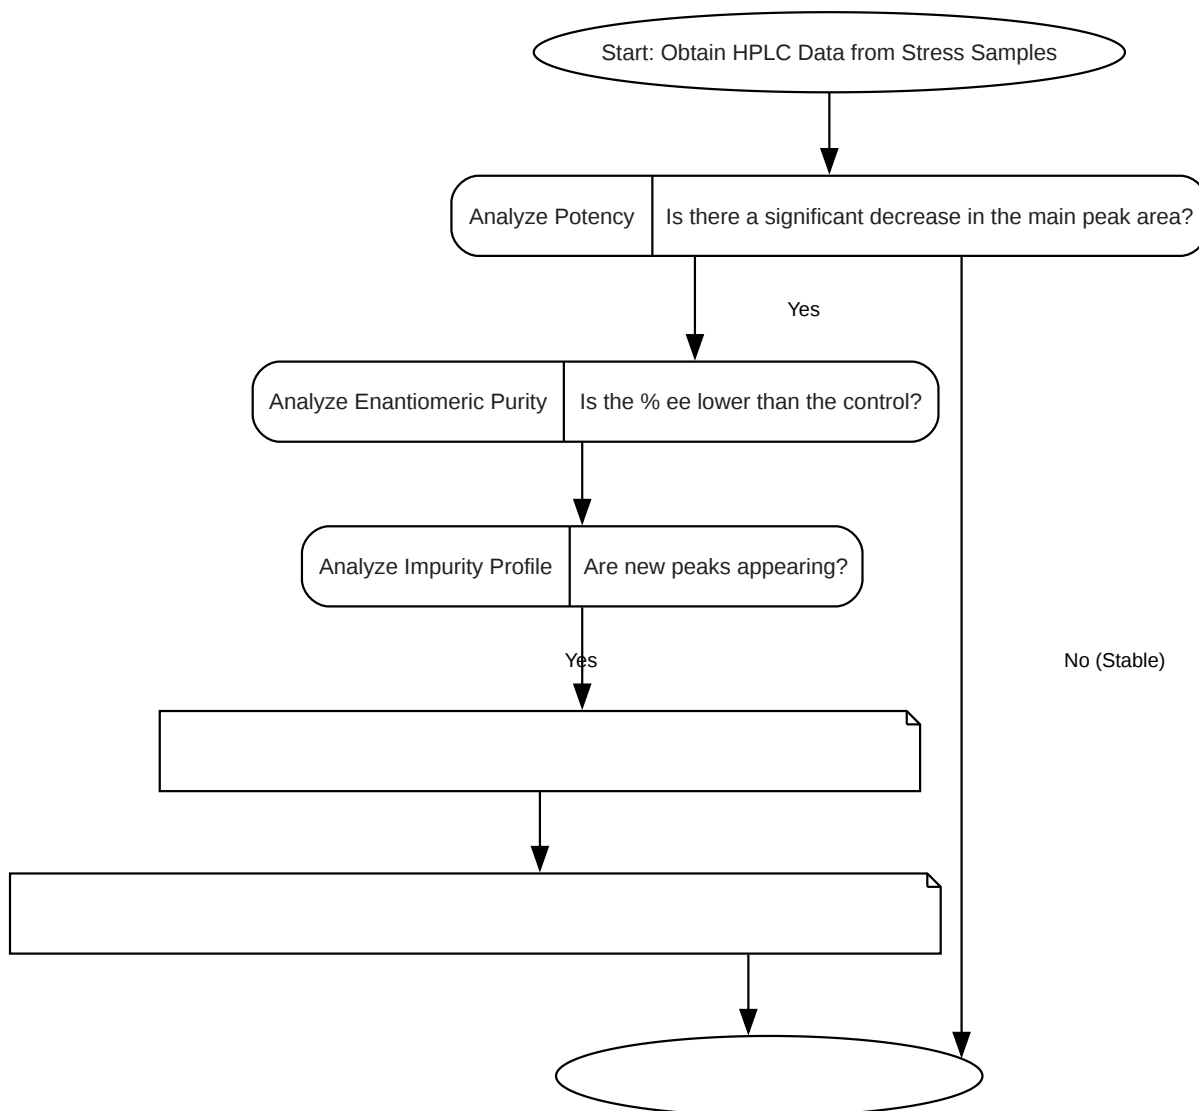 Start: Obtain HPLC Data from Stress Samples
Analyze Potency
Is there a significant decrease in the main peak area?
Yes
Analyze Enantiomeric Purity
Is the % ee lower than the control?
Analyze Impurity Profile
Are new peaks appearing?
Yes
No (Stable)